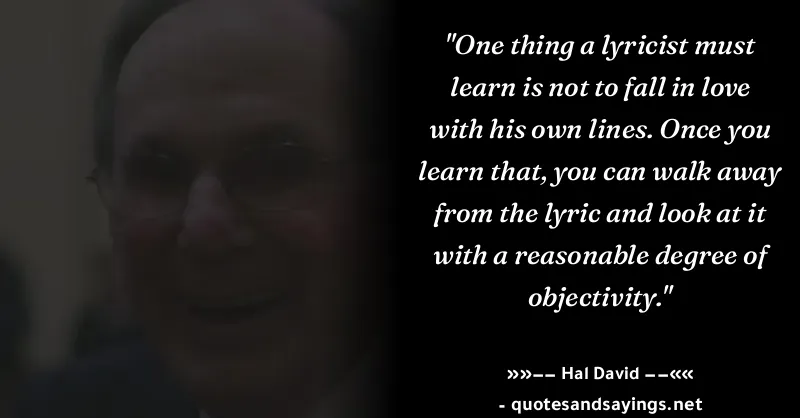 "One thing a lyricist must
learn is not to fall in love
with his own lines. Once you
learn that, you can walk away
from the lyric and look at it
with a reasonable degree of
objectivity."
»»—— Hal David ——««
- quotesandsayings.net